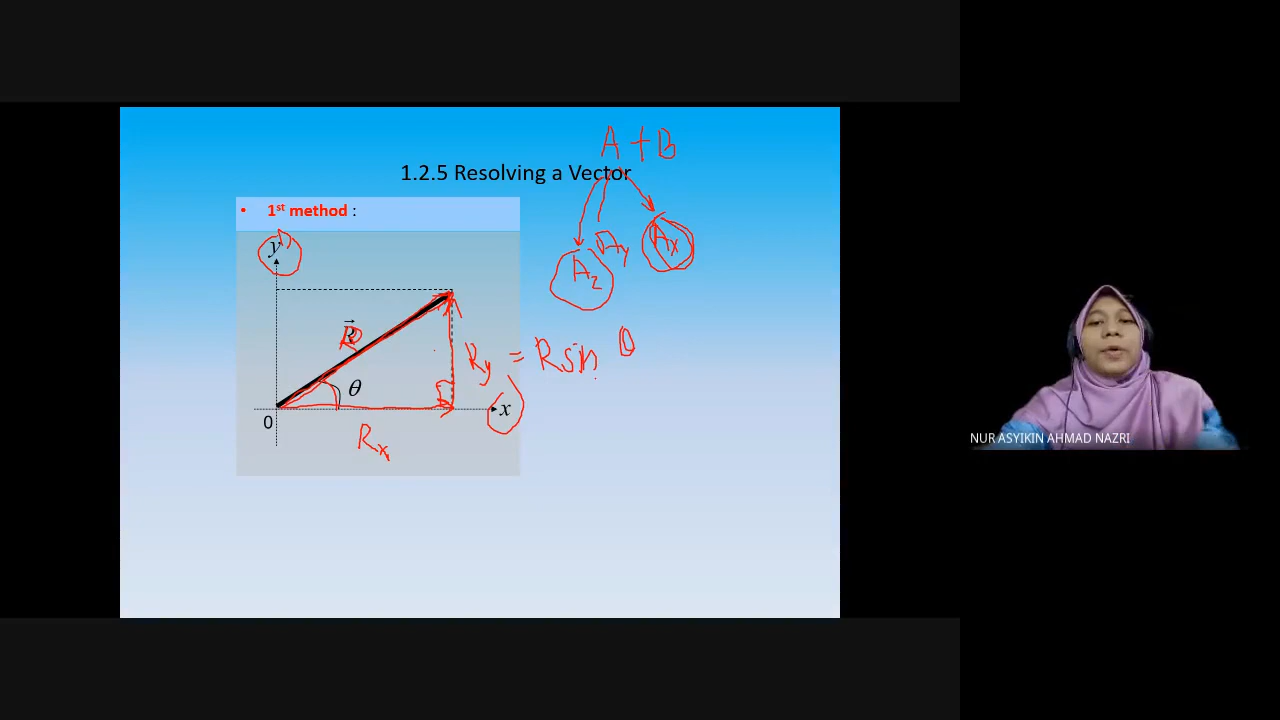 A + B
1.2.5 Resolving a Vector
• 1st method :
y
Ay
Ax
Az
R
Ry = R sin θ
θ
x
0
Rx
NUR ASYIKIN AHMAD NAZRI